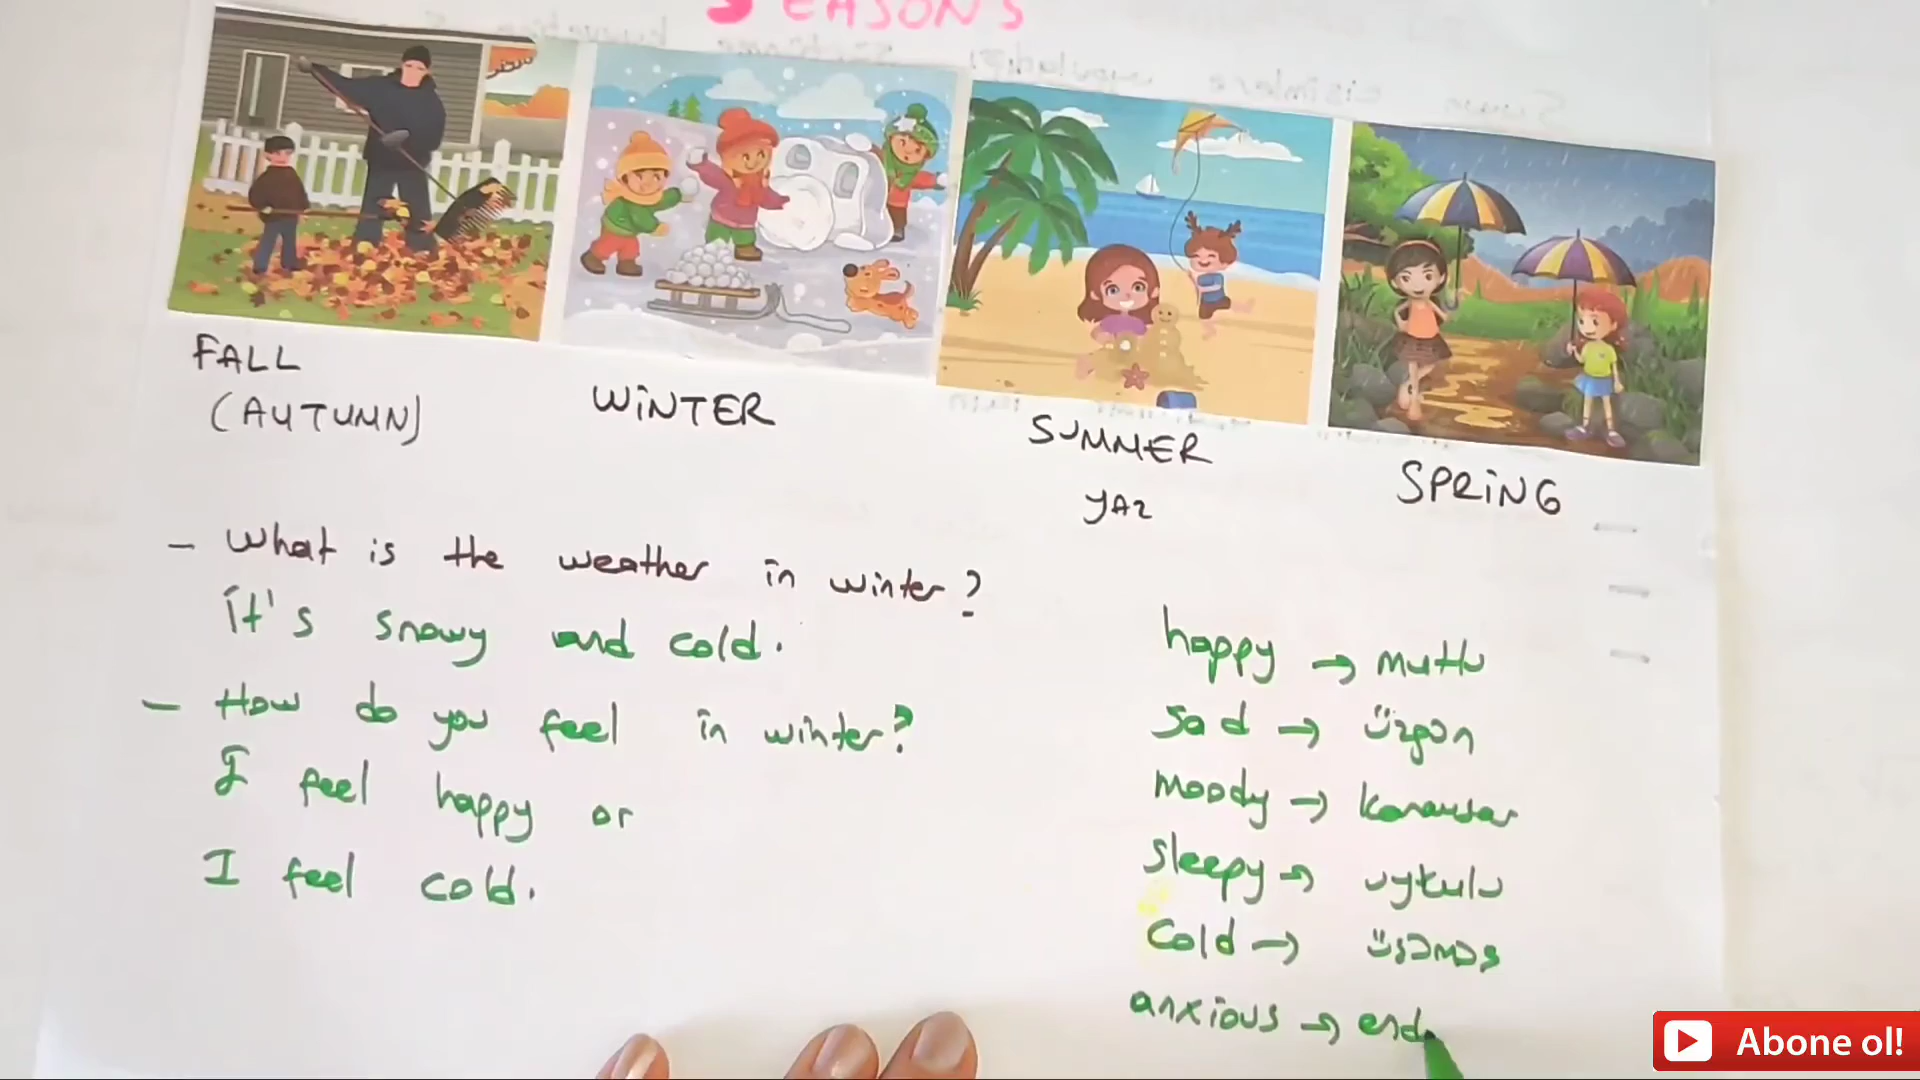 SEASONS
FALL
(AUTUMN)
WiNTER
SUMMER
YAZ
SPRiNG
- What is the weather in winter?
it's snowy and cold.
- How do you feel in winter?
I feel happy or
I feel cold.
happy → mutlu
sad → üzgün
moody → karamsar
sleepy → uykulu
cold → üşümüş
anxious → end
Abone ol!